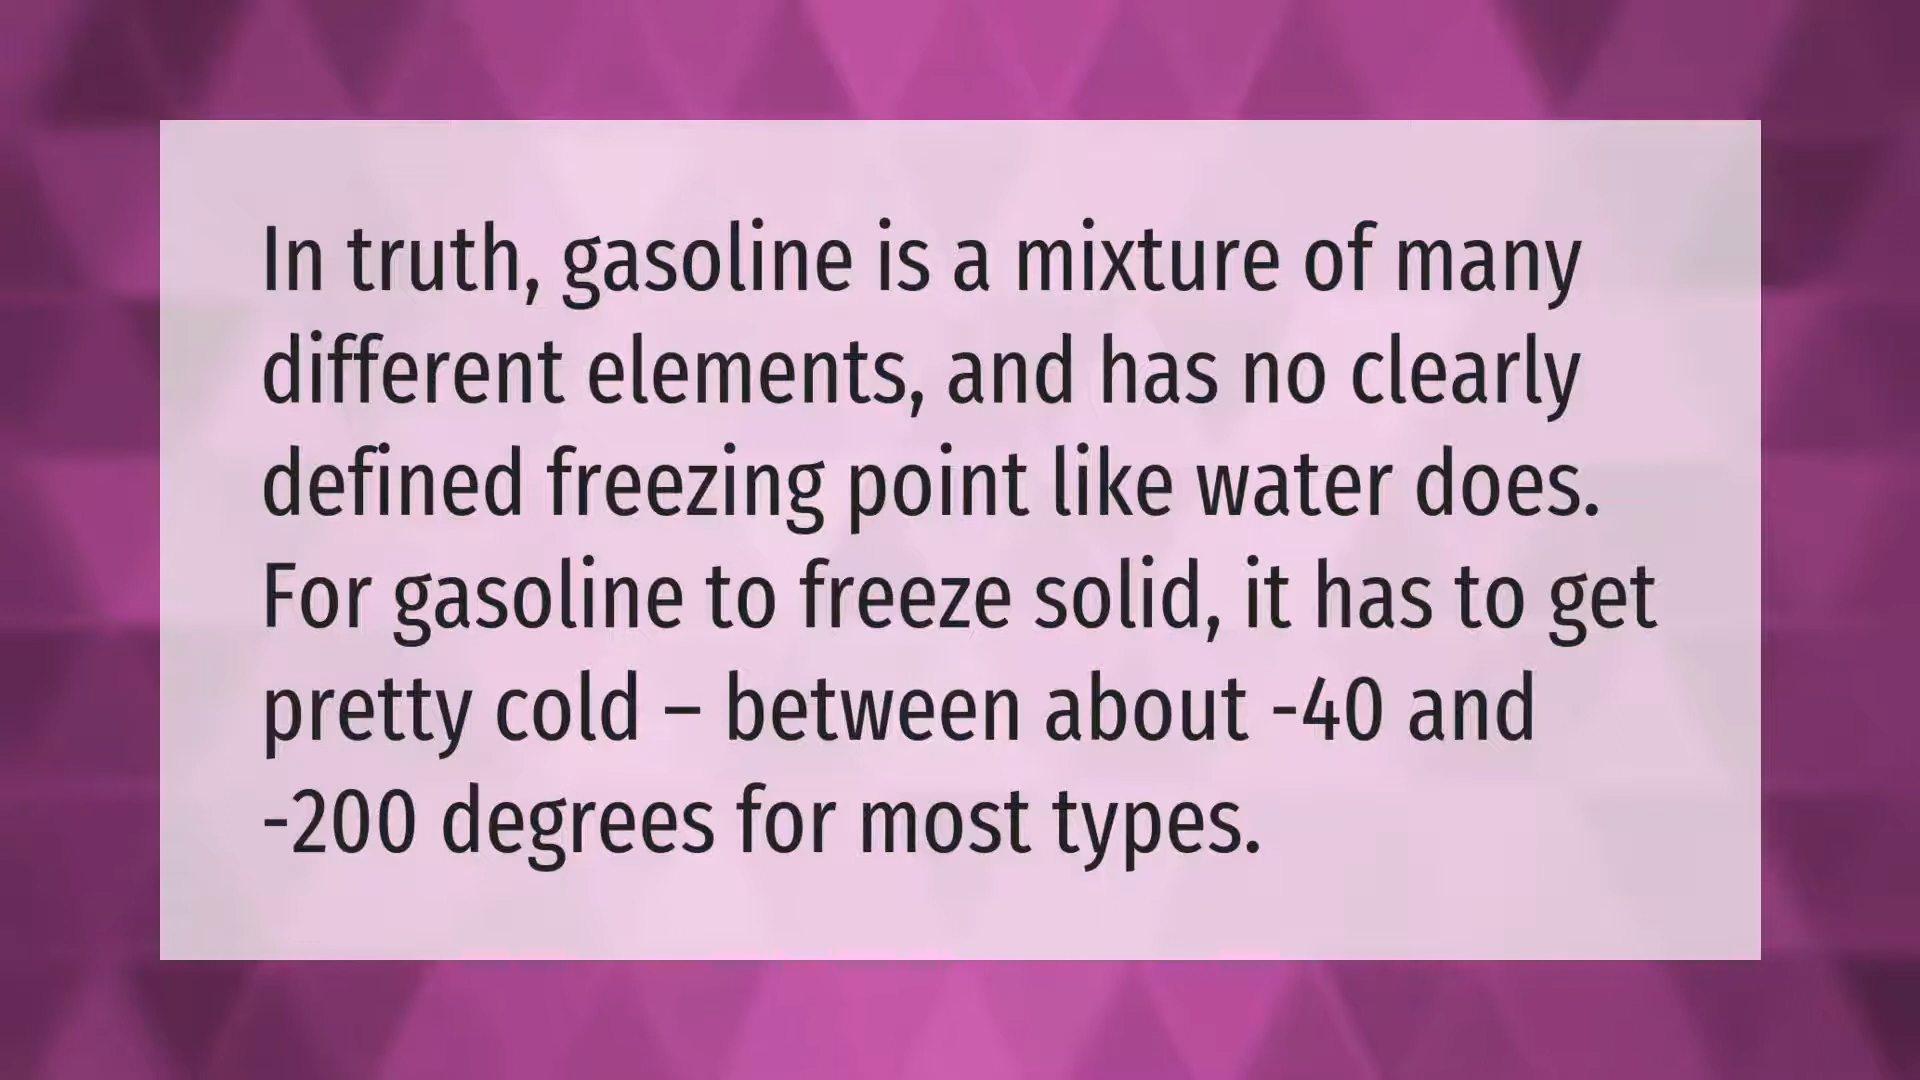 In truth, gasoline is a mixture of many
different elements, and has no clearly
defined freezing point like water does.
For gasoline to freeze solid, it has to get
pretty cold – between about -40 and
-200 degrees for most types.